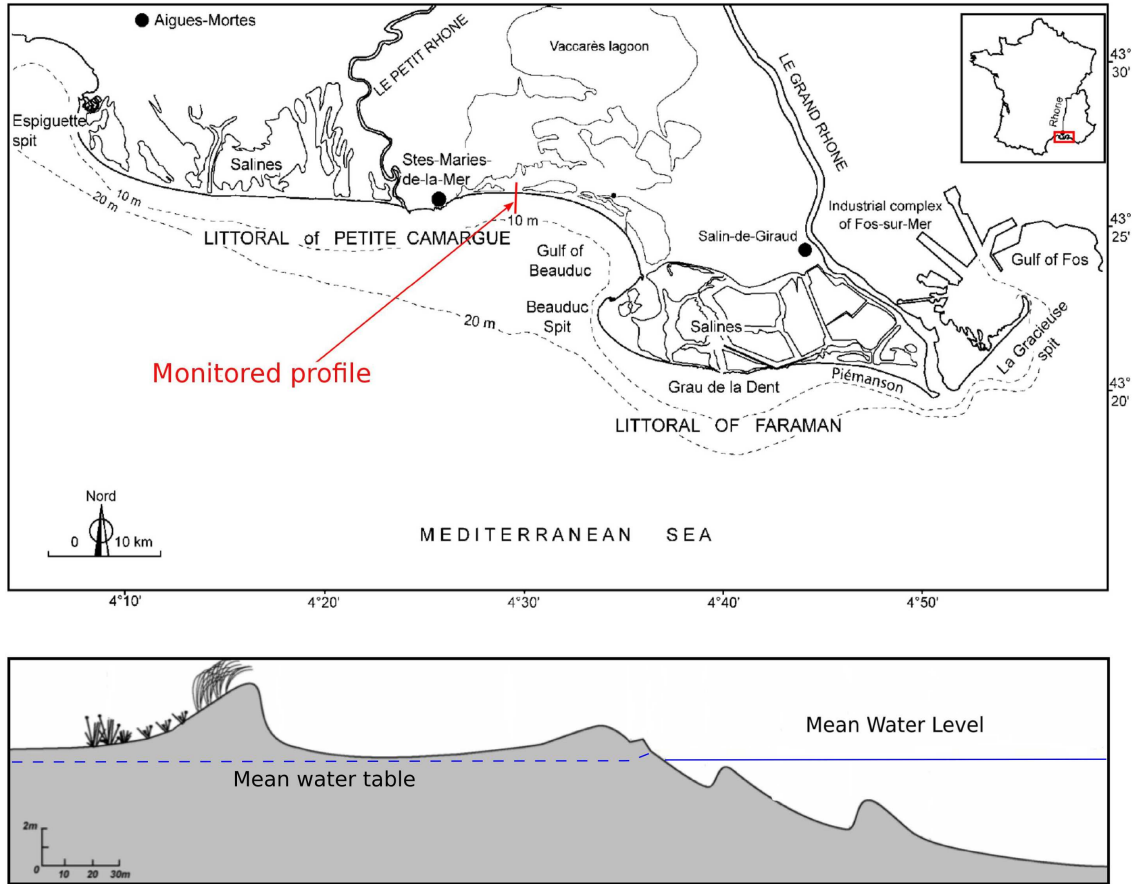 Aigues-Mortes
Vaccarès lagoon
LE PETIT RHONE
LE GRAND RHONE
Rhone
43°
30'
Espiguette
spit
Salines
Stes-Maries-
de-la-Mer
10 m
20 m
10 m
LITTORAL of PETITE CAMARGUE
Gulf of
Beauduc
Salin-de-Giraud
Industrial complex
of Fos-sur-Mer
Gulf of Fos
43°
25'
Beauduc
Spit
20 m
Salines
La Gracieuse
spit
Monitored profile
Grau de la Dent
Piémanson
43°
20'
LITTORAL OF FARAMAN
Nord
0 10 km
MEDITERRANEAN SEA
4°10'
4°20'
4°30'
4°40'
4°50'
Mean Water Level
Mean water table
2m
0
10 20 30m